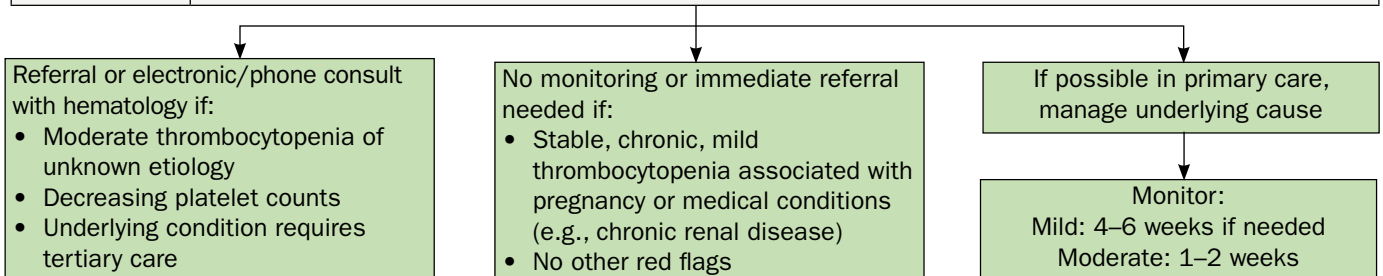 Referral or electronic/phone consult
with hematology if:
• Moderate thrombocytopenia of
unknown etiology
• Decreasing platelet counts
• Underlying condition requires
tertiary care
No monitoring or immediate referral
needed if:
• Stable, chronic, mild
thrombocytopenia associated with
pregnancy or medical conditions
(e.g., chronic renal disease)
• No other red flags
If possible in primary care,
manage underlying cause
Monitor:
Mild: 4–6 weeks if needed
Moderate: 1–2 weeks